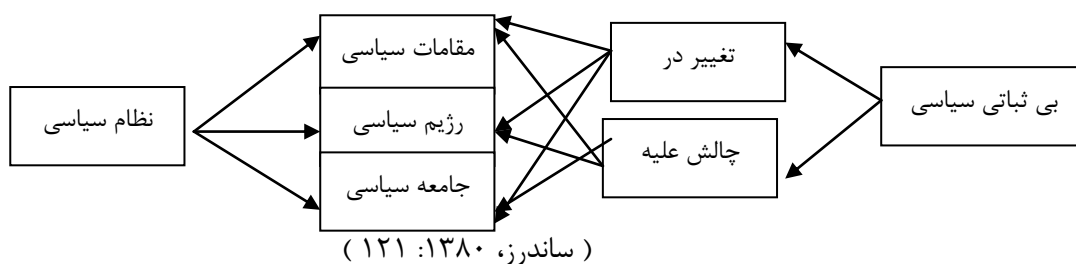 مقامات سیاسی
تغییر در
بی ثباتی سیاسی
نظام سیاسی
رژیم سیاسی
چالش علیه
جامعه سیاسی
( ساندرز، ۱۳۸۰: ۱۲۱ )